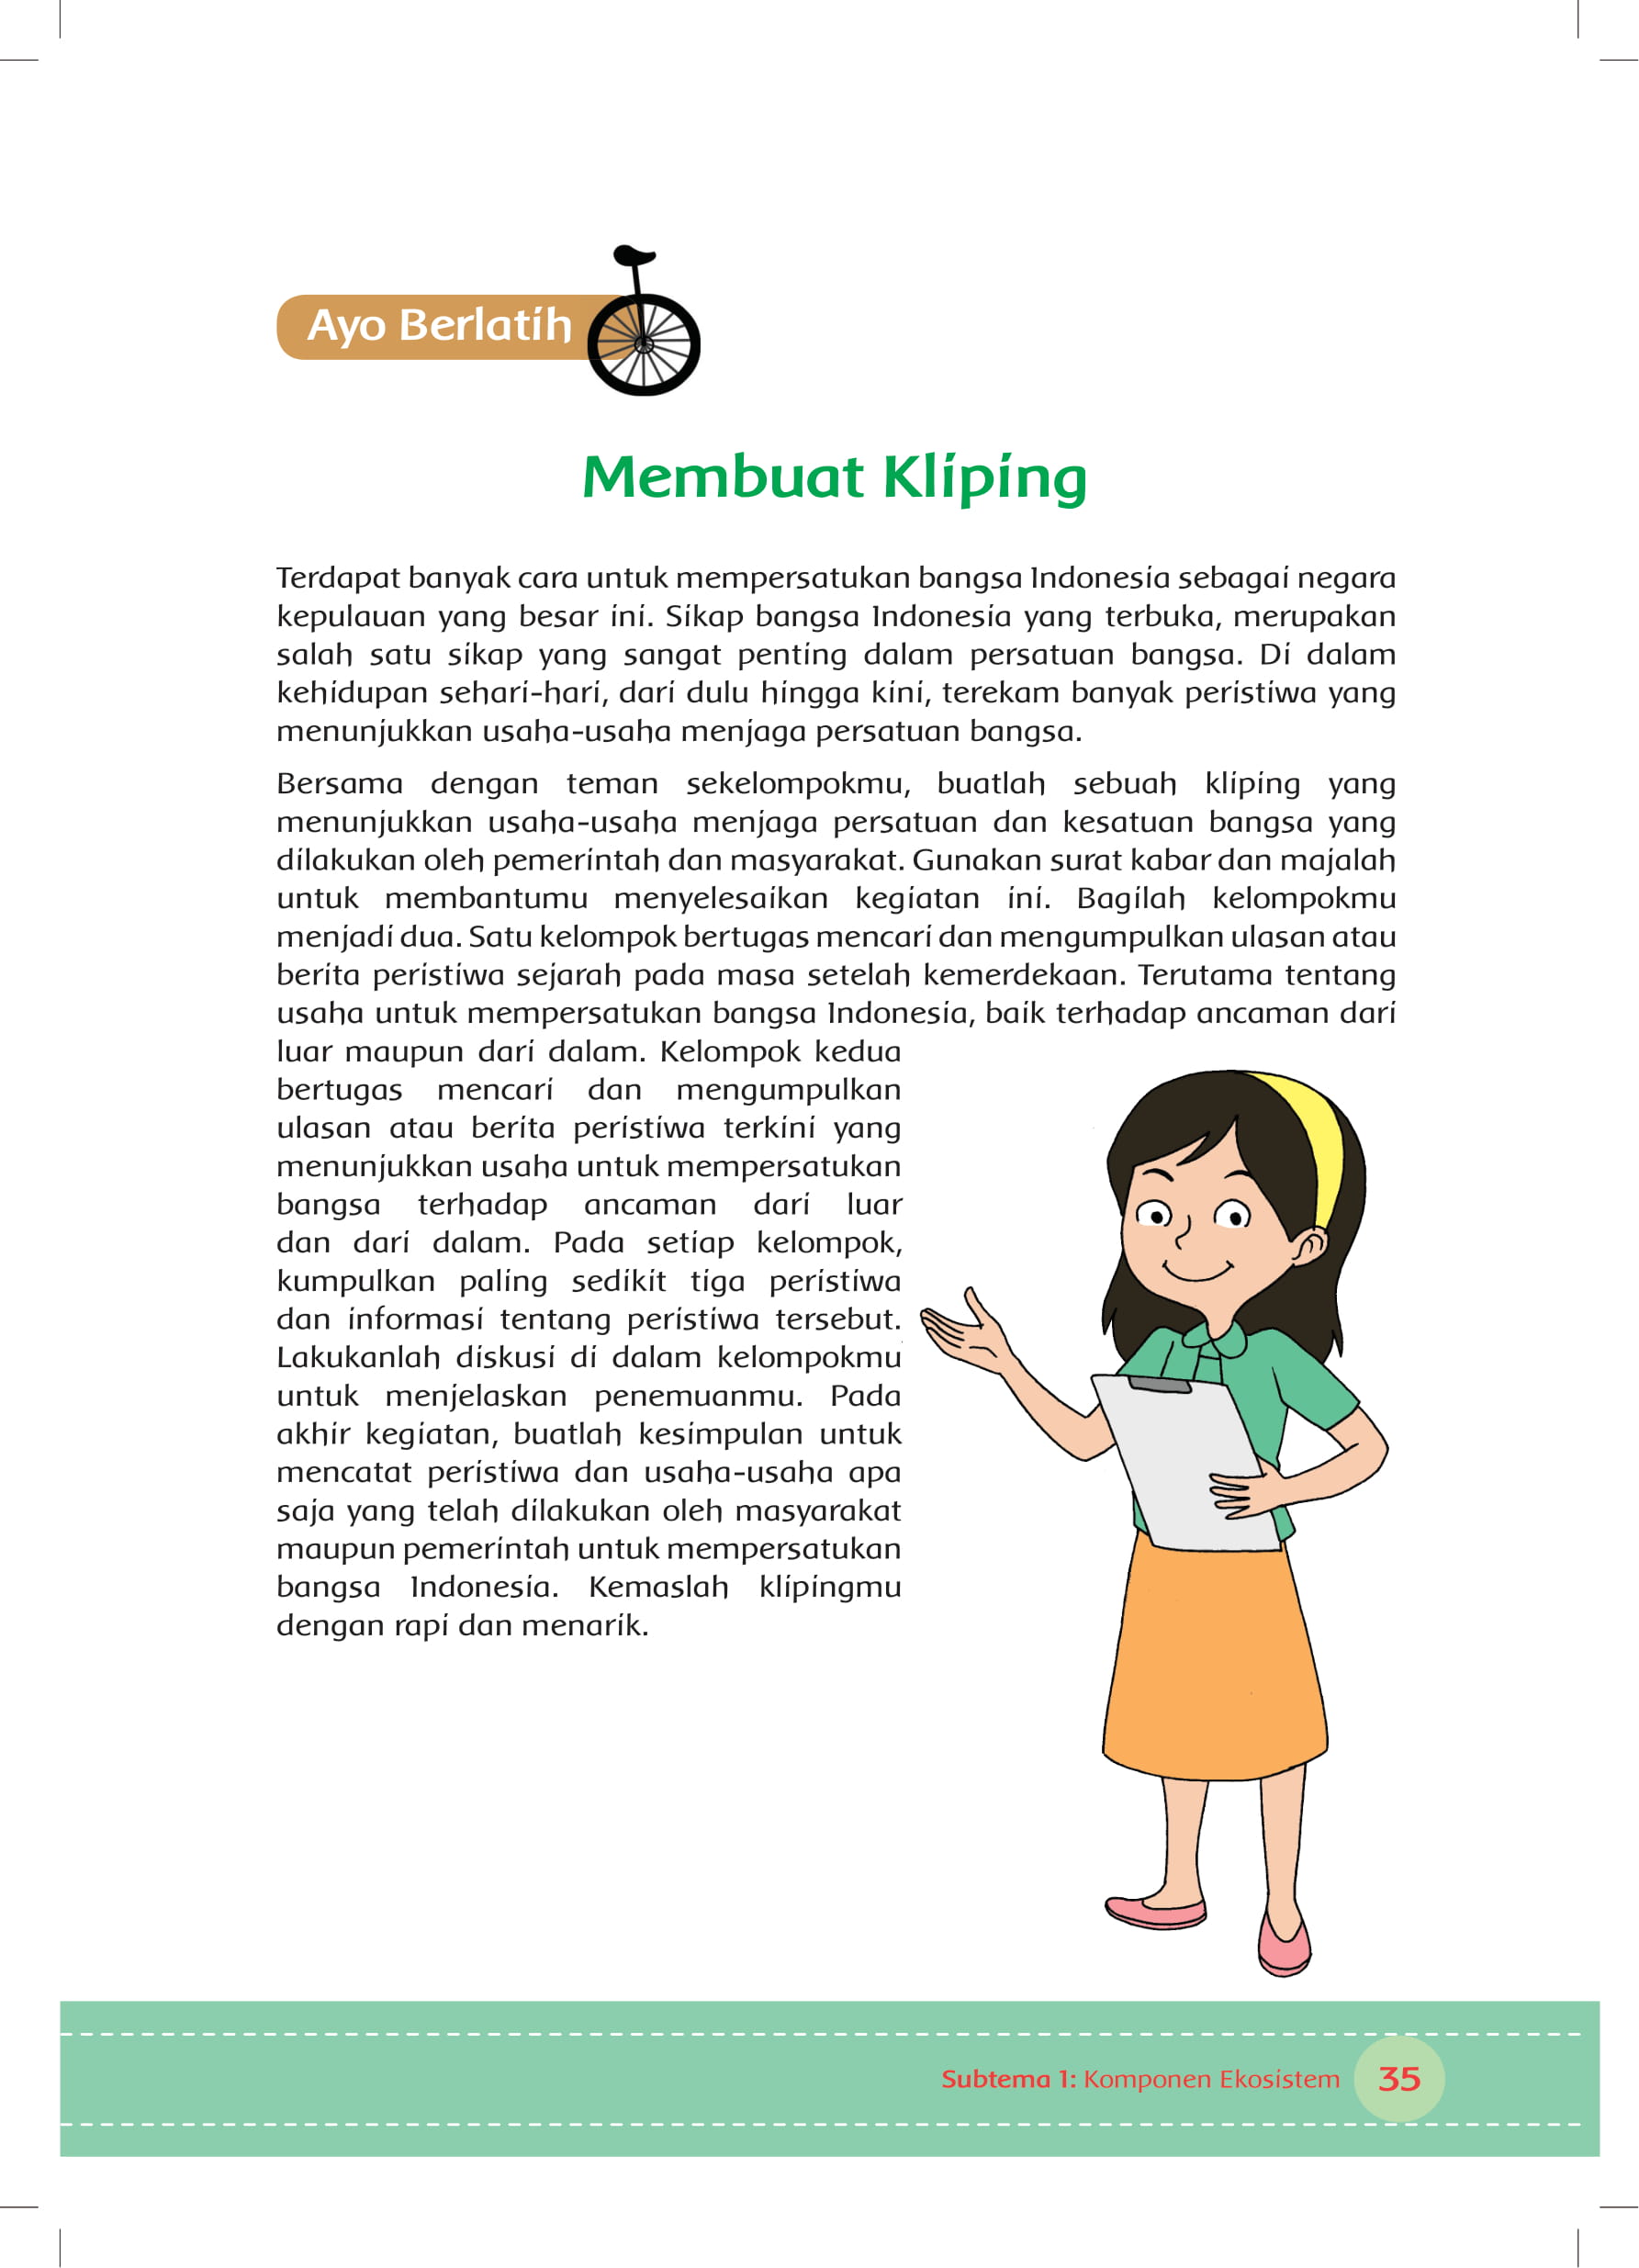 Ayo Berlatih
Membuat Kliping
Terdapat banyak cara untuk mempersatukan bangsa Indonesia sebagai negara
kepulauan yang besar ini. Sikap bangsa Indonesia yang terbuka, merupakan
salah satu sikap yang sangat penting dalam persatuan bangsa. Di dalam
kehidupan sehari-hari, dari dulu hingga kini, terekam banyak peristiwa yang
menunjukkan usaha-usaha menjaga persatuan bangsa.
Bersama dengan teman sekelompokmu, buatlah sebuah kliping yang
menunjukkan usaha-usaha menjaga persatuan dan kesatuan bangsa yang
dilakukan oleh pemerintah dan masyarakat. Gunakan surat kabar dan majalah
untuk membantumu menyelesaikan kegiatan ini. Bagilah kelompokmu
menjadi dua. Satu kelompok bertugas mencari dan mengumpulkan ulasan atau
berita peristiwa sejarah pada masa setelah kemerdekaan. Terutama tentang
usaha untuk mempersatukan bangsa Indonesia, baik terhadap ancaman dari
luar maupun dari dalam. Kelompok kedua
bertugas mencari dan mengumpulkan
ulasan atau berita peristiwa terkini yang
menunjukkan usaha untuk mempersatukan
bangsa terhadap ancaman dari luar
dan dari dalam. Pada setiap kelompok,
kumpulkan paling sedikit tiga peristiwa
dan informasi tentang peristiwa tersebut.
Lakukanlah diskusi di dalam kelompokmu
untuk menjelaskan penemuanmu. Pada
akhir kegiatan, buatlah kesimpulan untuk
mencatat peristiwa dan usaha-usaha apa
saja yang telah dilakukan oleh masyarakat
maupun pemerintah untuk mempersatukan
bangsa Indonesia. Kemaslah klipingmu
dengan rapi dan menarik.
Subtema 1: Komponen Ekosistem 35